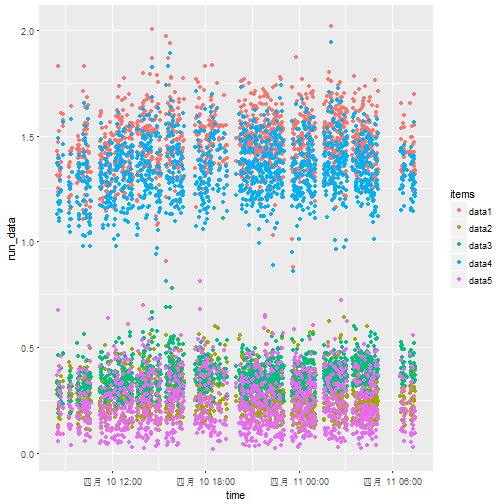 2.0
1.5
1.0
0.5
0.0
run_data
四月 10 12:00
四月 10 18:00
四月 11 00:00
四月 11 06:00
time
items
data1
data2
data3
data4
data5